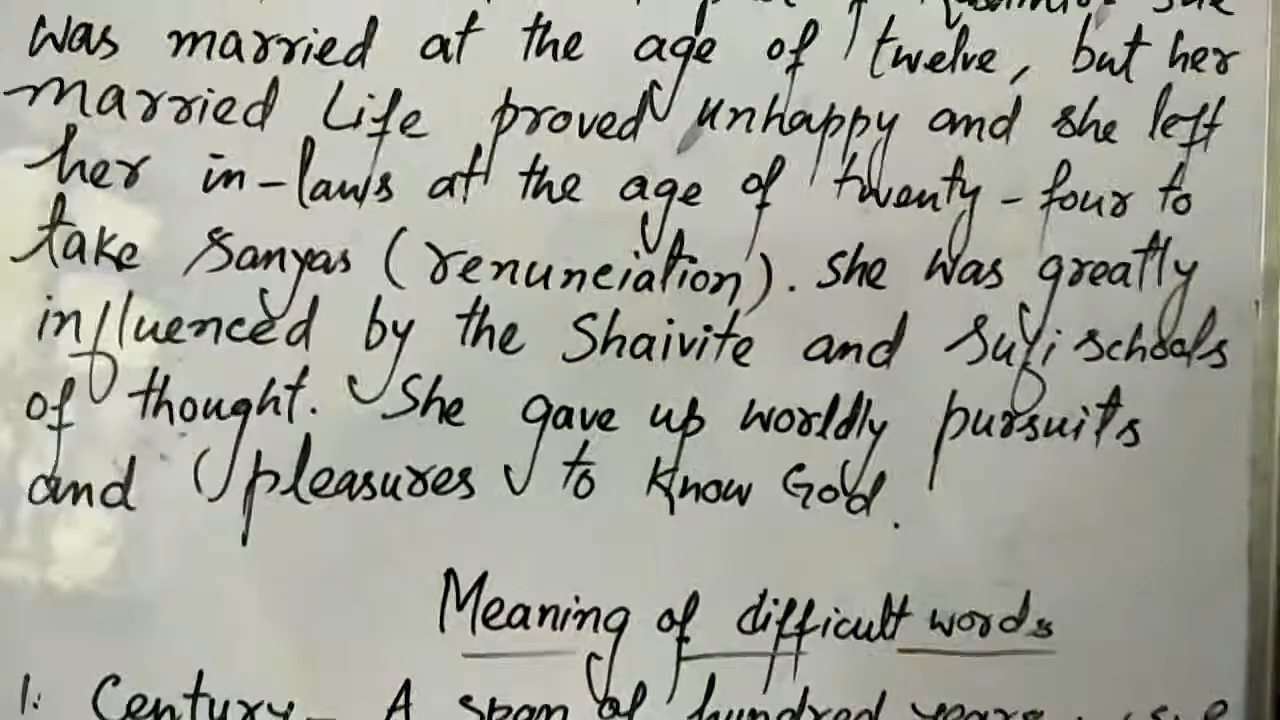 was married at the age of twelve, but her
married life proved unhappy and she left
her in-laws at the age of twenty-four to
take Sanyas (renunciation). She was greatly
influenced by the Shaivite and Sufi schools
of thought. She gave up worldly pursuits
and pleasures to know God.
Meaning of difficult words
1. Century - A span of hundred years